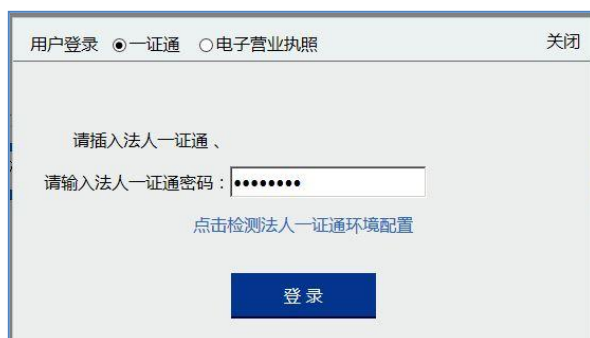 用户登录 一证通 电子营业执照 关闭
请插入法人一证通、
请输入法人一证通密码：••••••••
点击检测法人一证通环境配置
登录